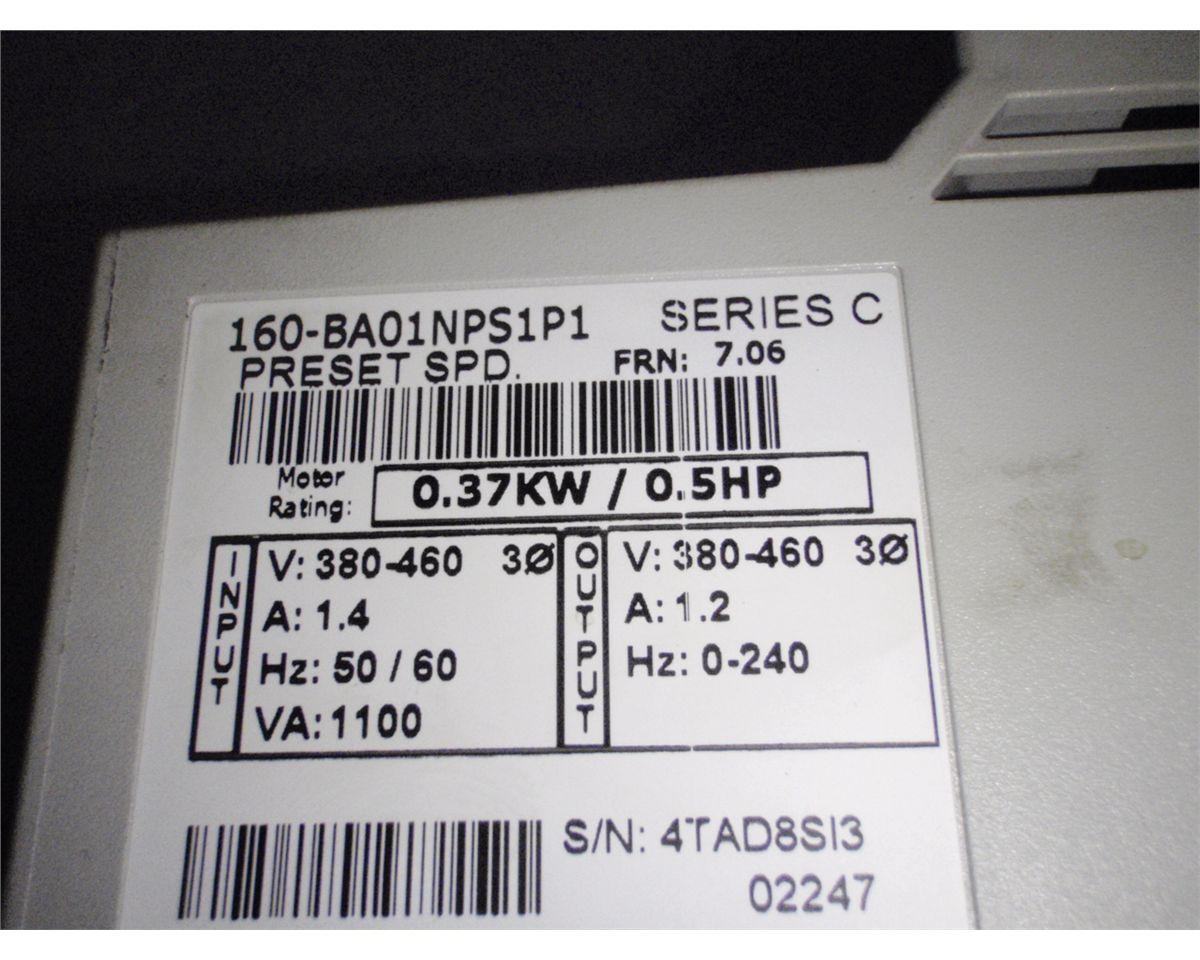 160-BA01NPS1P1 SERIES C
PRESET SPD. FRN: 7.06
Motor Rating: 0.37KW / 0.5HP
INPUT
V: 380-460 3Ø
A: 1.4
Hz: 50 / 60
VA: 1100
OUTPUT
V: 380-460 3Ø
A: 1.2
Hz: 0-240
S/N: 4TAD8SI3
02247